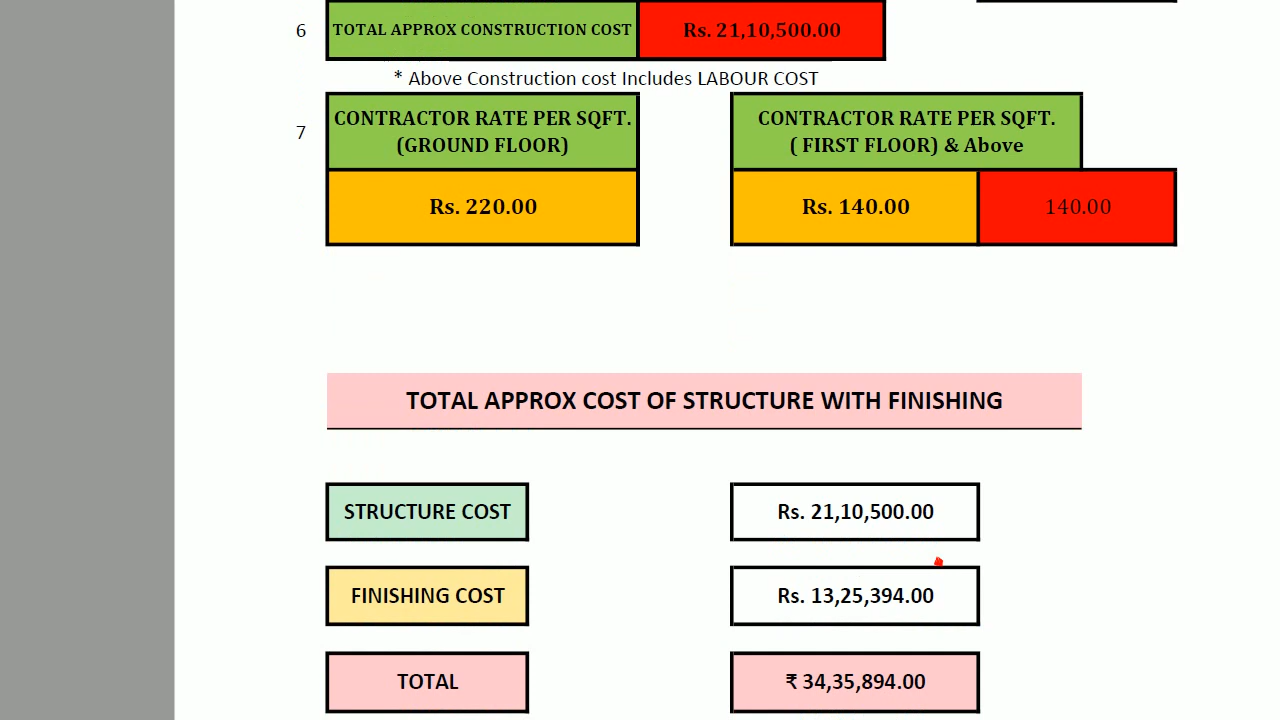 6 TOTAL APPROX CONSTRUCTION COST Rs. 21,10,500.00
* Above Construction cost Includes LABOUR COST
7
CONTRACTOR RATE PER SQFT.
(GROUND FLOOR)
CONTRACTOR RATE PER SQFT.
( FIRST FLOOR) & Above
Rs. 220.00 Rs. 140.00 140.00
TOTAL APPROX COST OF STRUCTURE WITH FINISHING
STRUCTURE COST Rs. 21,10,500.00
FINISHING COST Rs. 13,25,394.00
TOTAL ₹ 34,35,894.00